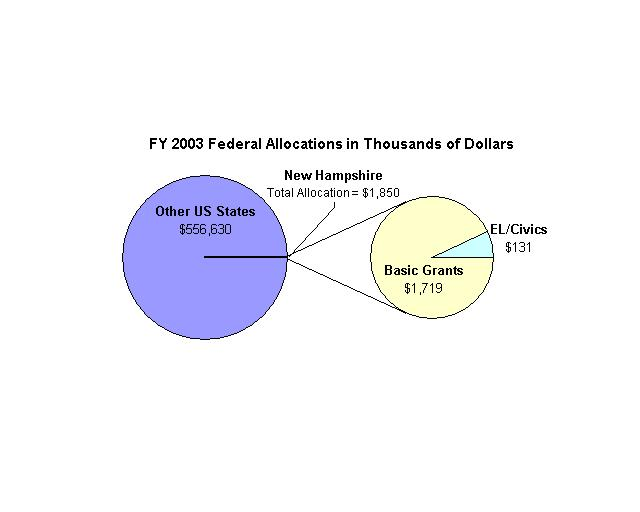 FY 2003 Federal Allocations in Thousands of Dollars
New Hampshire
Total Allocation = $1,850
Other US States
$556,630
EL/Civics
$131
Basic Grants
$1,719